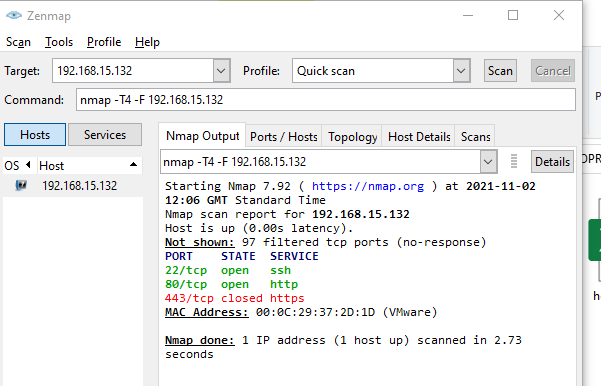 Zenmap
Scan Tools Profile Help
Target: 192.168.15.132 Profile: Quick scan Scan Cancel
Command: nmap -T4 -F 192.168.15.132
Hosts Services
Nmap Output Ports / Hosts Topology Host Details Scans
OS Host
nmap -T4 -F 192.168.15.132 Details
192.168.15.132
Starting Nmap 7.92 ( https://nmap.org ) at 2021-11-02
12:06 GMT Standard Time
Nmap scan report for 192.168.15.132
Host is up (0.00s latency).
Not shown: 97 filtered tcp ports (no-response)
PORT STATE SERVICE
22/tcp open ssh
80/tcp open http
443/tcp closed https
MAC Address: 00:0C:29:37:2D:1D (VMware)
Nmap done: 1 IP address (1 host up) scanned in 2.73
seconds